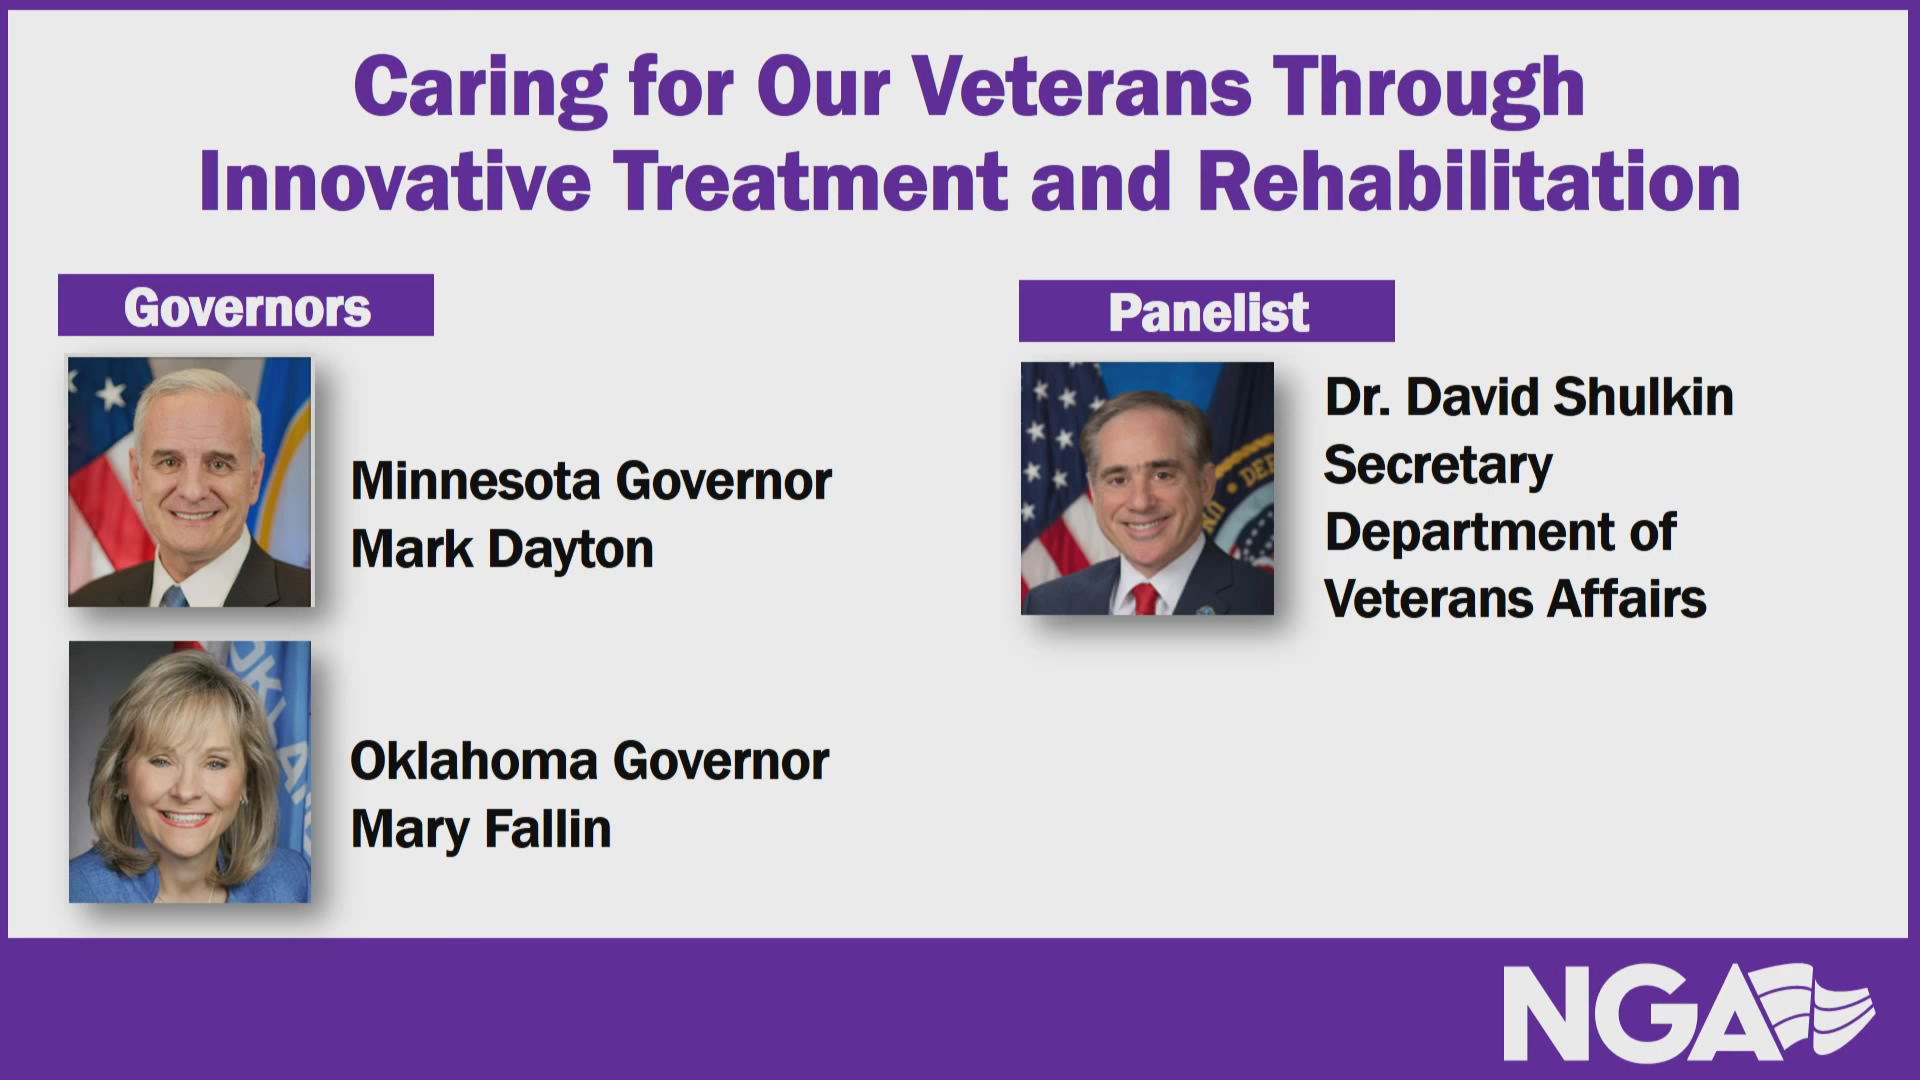 Caring for Our Veterans Through
Innovative Treatment and Rehabilitation
Governors
Minnesota Governor
Mark Dayton
Oklahoma Governor
Mary Fallin
Panelist
Dr. David Shulkin
Secretary
Department of
Veterans Affairs
NGA